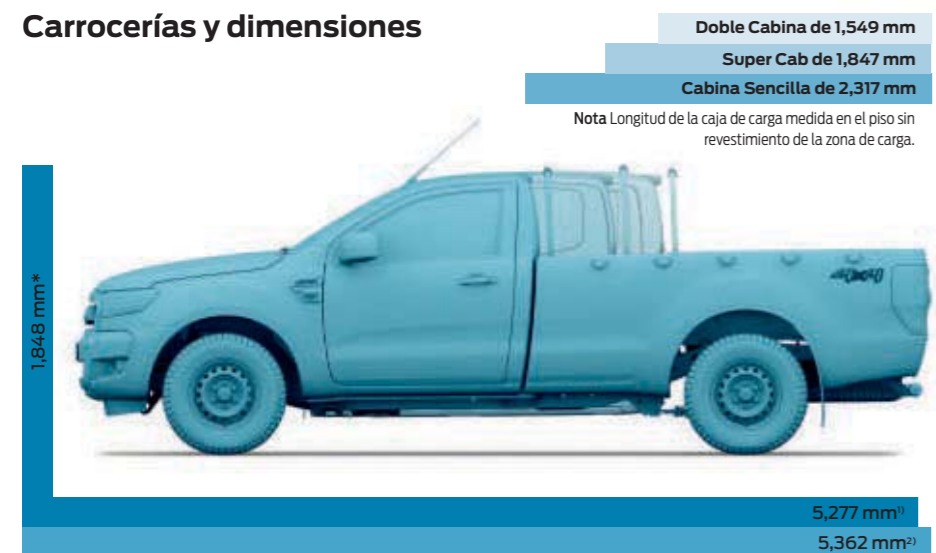 Carrocerías y dimensiones
Doble Cabina de 1,549 mm
Super Cab de 1,847 mm
Cabina Sencilla de 2,317 mm
Nota Longitud de la caja de carga medida en el piso sin
revestimiento de la zona de carga.
1,848 mm*
4x4
5,277 mm¹⁾
5,362 mm²⁾